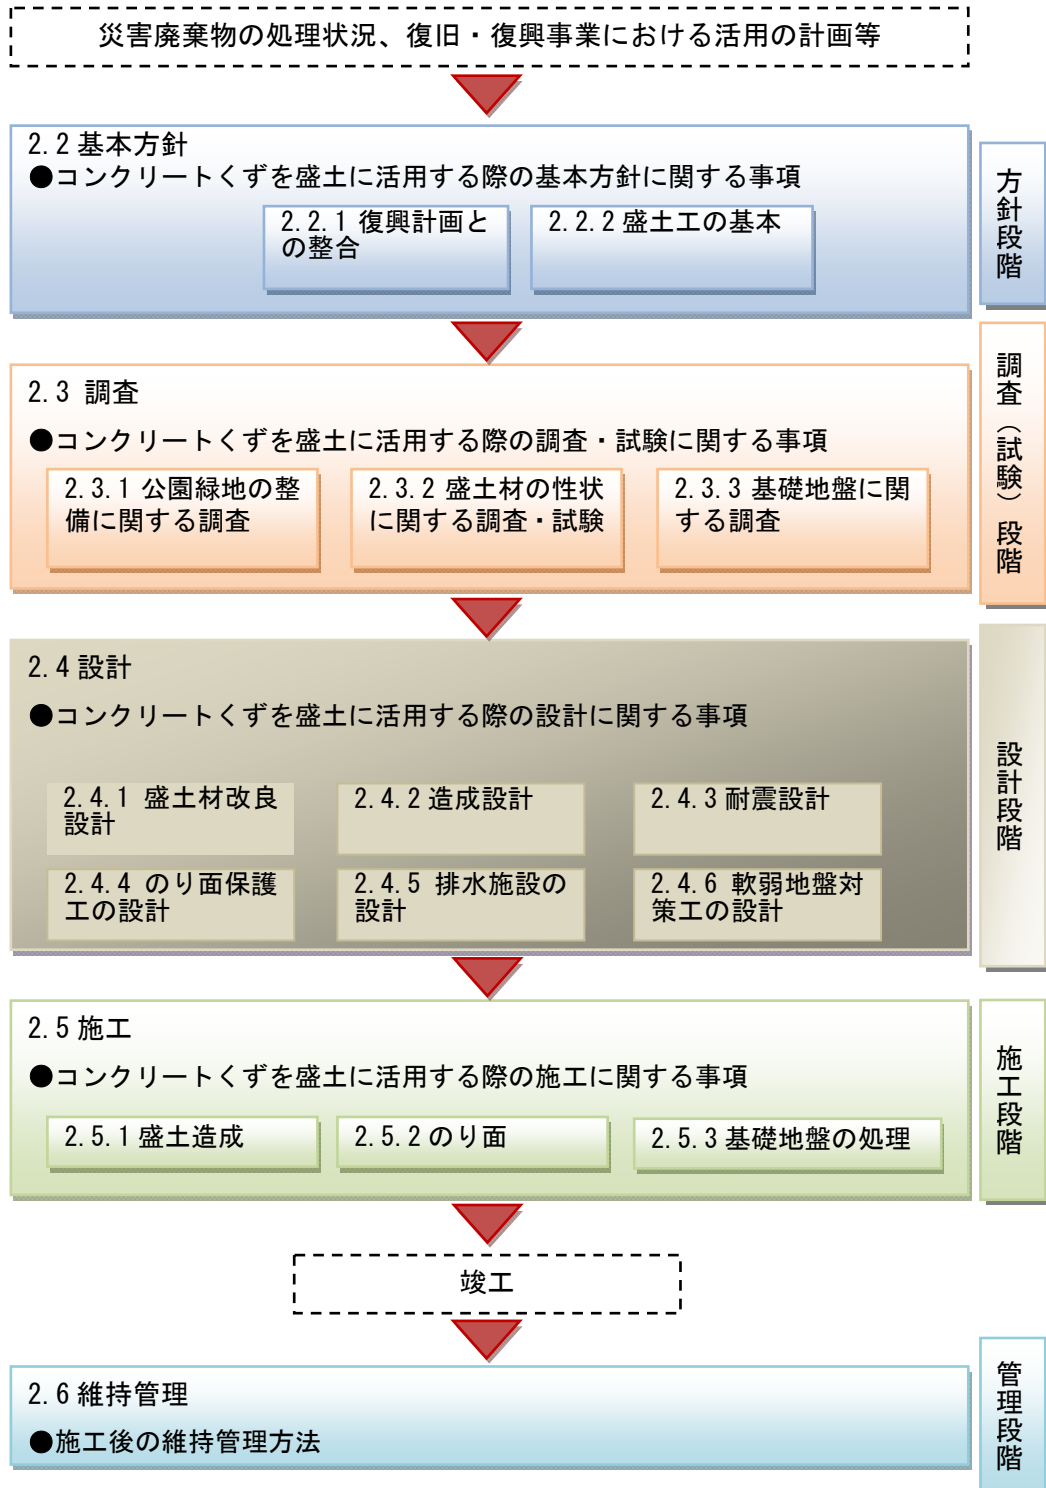 災害廃棄物の処理状況、復旧・復興事業における活用の計画等
2.2 基本方針
●コンクリートくずを盛土に活用する際の基本方針に関する事項
2.2.1 復興計画と
の整合
2.2.2 盛土工の基本
方針段階
2.3 調査
●コンクリートくずを盛土に活用する際の調査・試験に関する事項
2.3.1 公園緑地の整
備に関する調査
2.3.2 盛土材の性状
に関する調査・試験
2.3.3 基礎地盤に関
する調査
調査（試験）段階
2.4 設計
●コンクリートくずを盛土に活用する際の設計に関する事項
2.4.1 盛土材改良
設計
2.4.2 造成設計
2.4.3 耐震設計
2.4.4 のり面保護
工の設計
2.4.5 排水施設の
設計
2.4.6 軟弱地盤対
策工の設計
設計段階
2.5 施工
●コンクリートくずを盛土に活用する際の施工に関する事項
2.5.1 盛土造成
2.5.2 のり面
2.5.3 基礎地盤の処理
施工段階
竣工
2.6 維持管理
●施工後の維持管理方法
管理段階